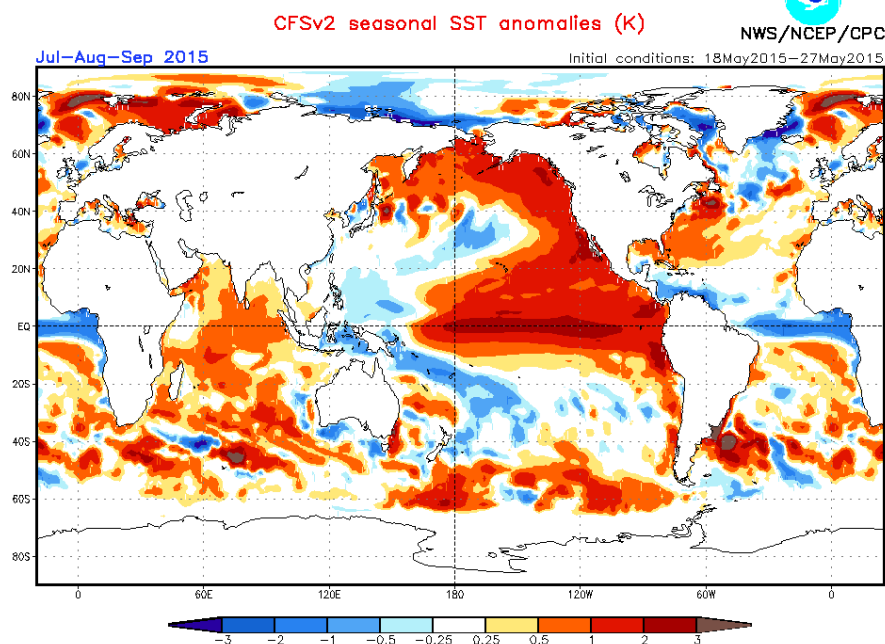 CFSv2 seasonal SST anomalies (K)
NWS/NCEP/CPC
Jul-Aug-Sep 2015
Initial conditions: 18May2015-27May2015
80N
60N
40N
20N
EQ
20S
40S
60S
80S
0 60E 120E 180 120W 60W 0
-3 -2 -1 -0.5 -0.25 0.25 0.5 1 2 3